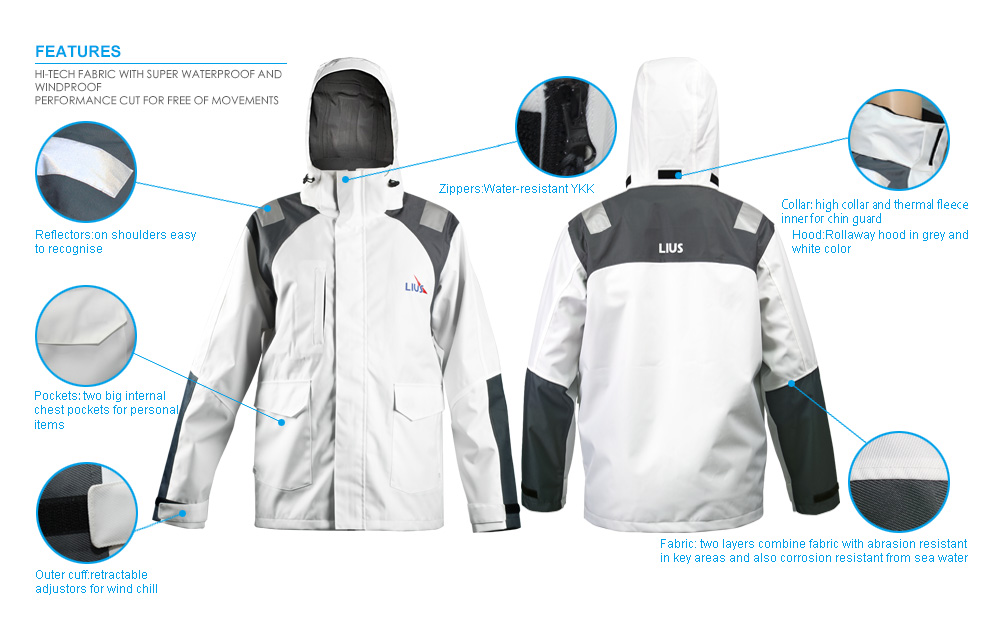 FEATURES
HI-TECH FABRIC WITH SUPER WATERPROOF AND
WINDPROOF
PERFORMANCE CUT FOR FREE OF MOVEMENTS
Zippers:Water-resistant YKK
Collar: high collar and thermal fleece
inner for chin guard
Hood:Rollaway hood in grey and
white color
Reflectors:on shoulders easy
to recognise
LIUS
LIUS
Pockets: two big internal
chest pockets for personal
items
Fabric: two layers combine fabric with abrasion resistant
in key areas and also corrosion resistant from sea water
Outer cuff:retractable
adjustors for wind chill